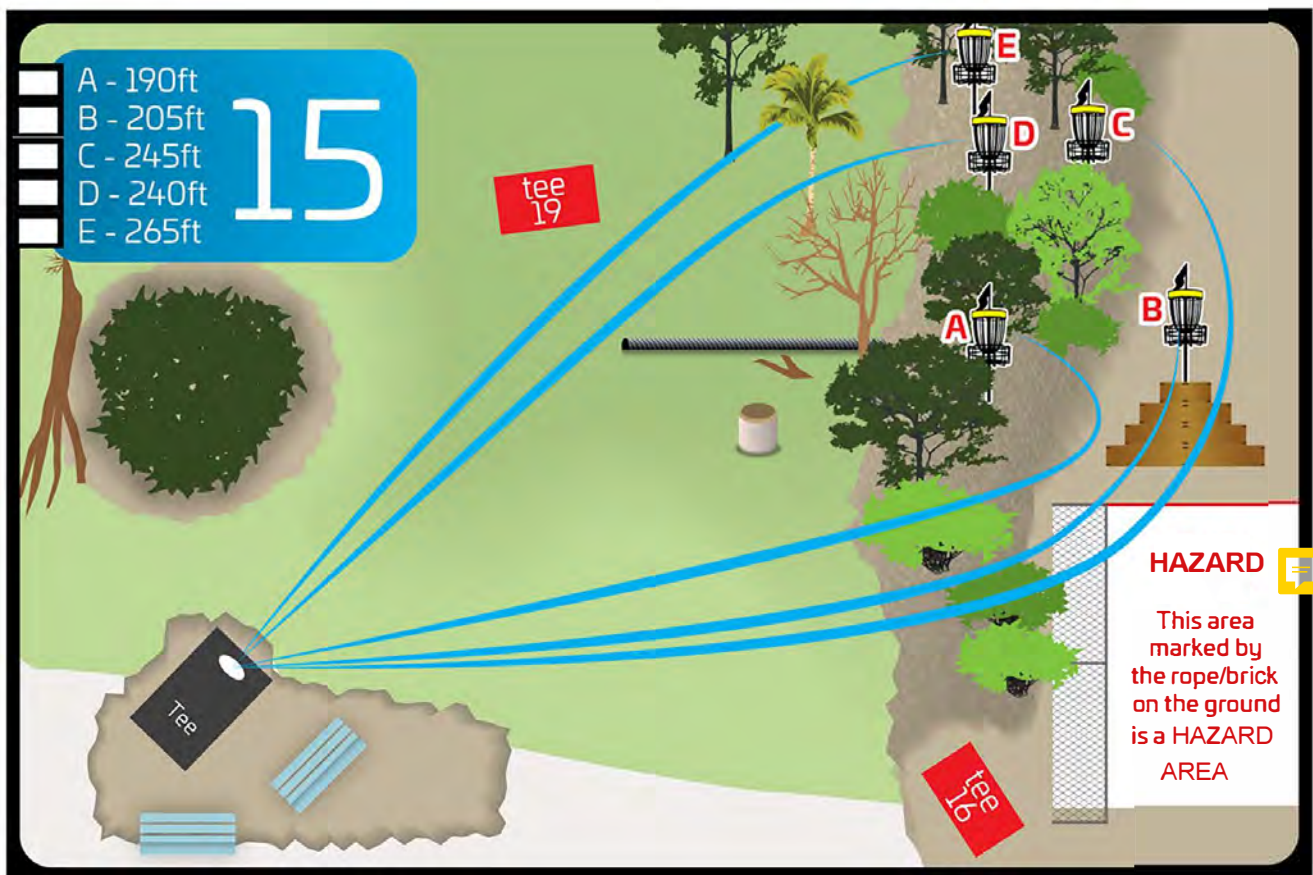 A - 190ft
B - 205ft
C - 245ft
D - 240ft
E - 265ft
15
E
D
C
tee
19
A
B
HAZARD
This area
marked by
the rope/brick
on the ground
is a HAZARD
AREA
Tee
tee
16